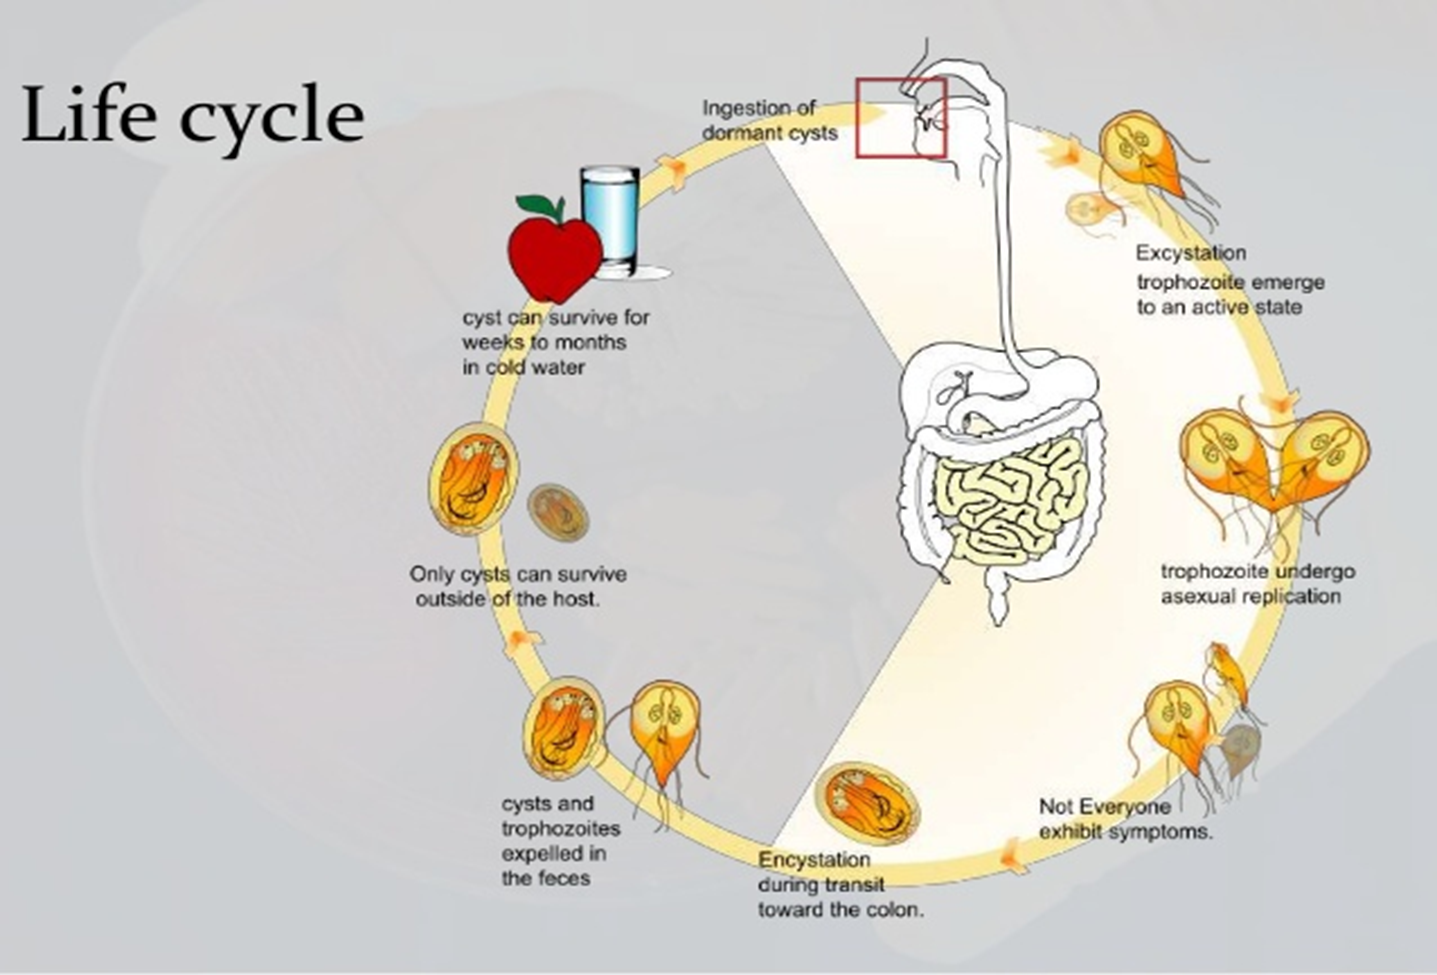 Life cycle
Ingestion of
dormant cysts
Excystation
trophozoite emerge
to an active state
trophozoite undergo
asexual replication
Not Everyone
exhibit symptoms.
Encystation
during transit
toward the colon.
cysts and
trophozoites
expelled in
the feces
Only cysts can survive
outside of the host.
cyst can survive for
weeks to months
in cold water